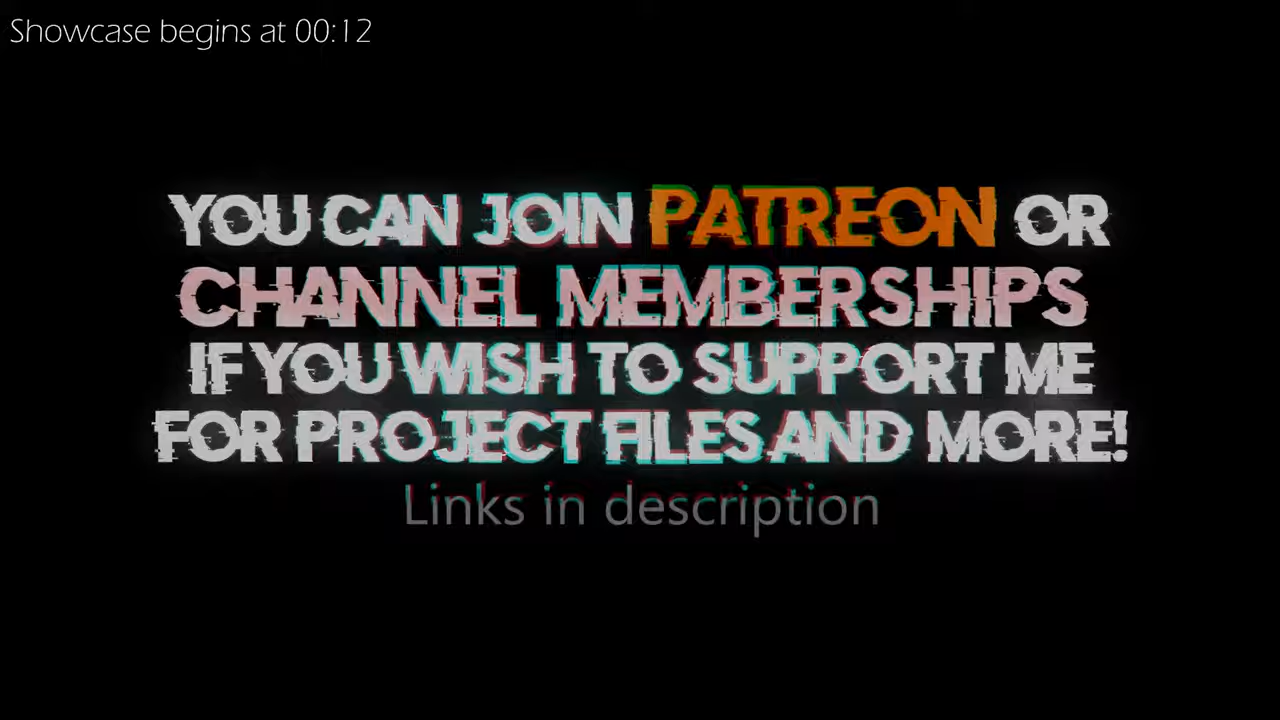 Showcase begins at 00:12
YOU CAN JOIN PATREON OR
CHANNEL MEMBERSHIPS
IF YOU WISH TO SUPPORT ME
FOR PROJECT FILES AND MORE!
Links in description